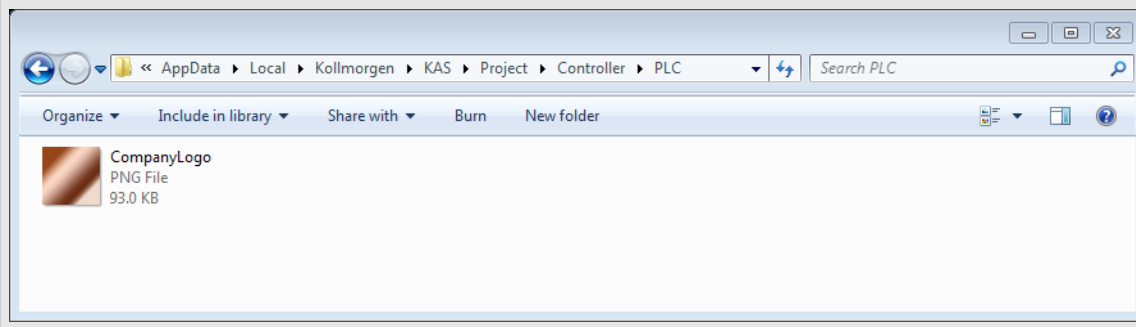 « AppData ▸ Local ▸ Kollmorgen ▸ KAS ▸ Project ▸ Controller ▸ PLC Search PLC
Organize Include in library Share with Burn New folder
CompanyLogo
PNG File
93.0 KB